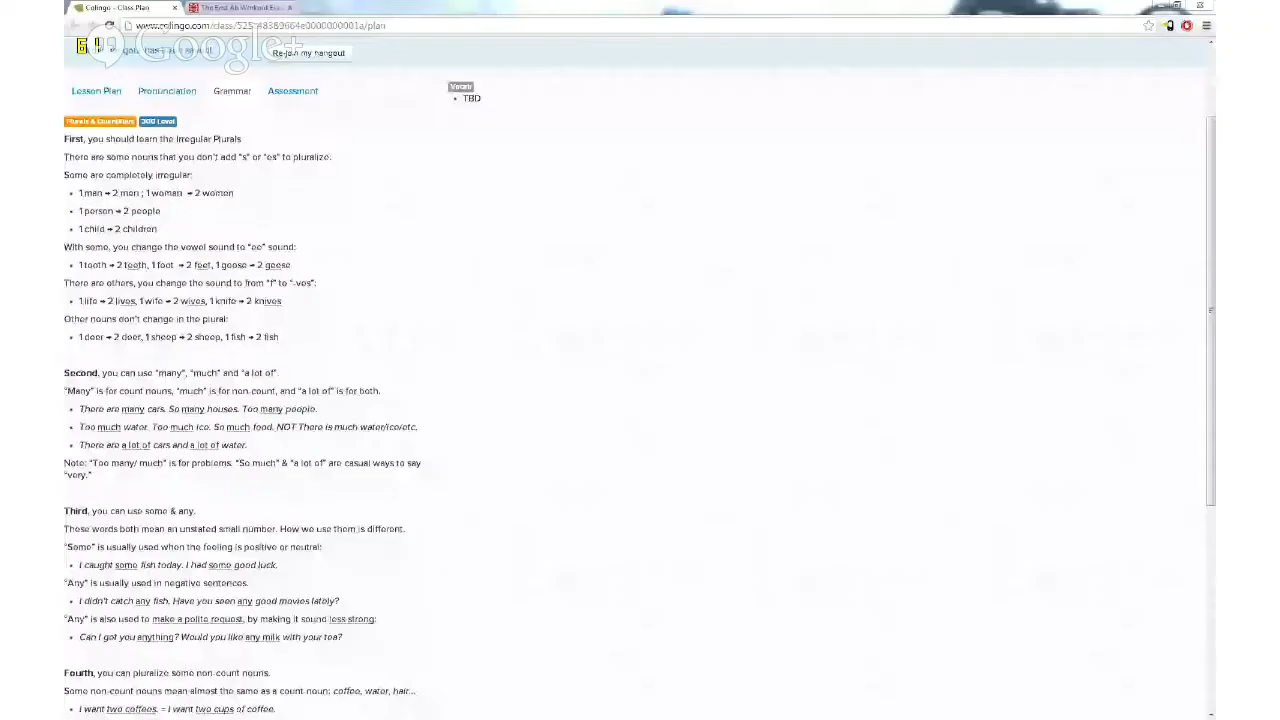 Colingo - Class Plan
The Best Ab Workout Ever
www.colingo.com/class/525
Google+
Re-join my hangout
Lesson Plan Pronunciation Grammar Assessment
Vocab
TBD
Plurals & Quantifiers 300 Level
First, you should learn the Irregular Plurals
There are some nouns that you don't add "s" or "es" to pluralize.
Some are completely irregular:
1 man → 2 men ; 1 woman → 2 women
1 person → 2 people
1 child → 2 children
With some, you change the vowel sound to "ee" sound:
1 tooth → 2 teeth, 1 foot → 2 feet, 1 goose → 2 geese
There are others, you change the sound to from "f" to "-ves":
1 life → 2 lives, 1 wife → 2 wives, 1 knife → 2 knives
Other nouns don't change in the plural:
1 deer → 2 deer, 1 sheep → 2 sheep, 1 fish → 2 fish
Second, you can use "many", "much" and "a lot of".
"Many" is for count nouns, "much" is for non-count, and "a lot of" is for both.
There are many cars. So many houses. Too many people.
Too much water. Too much ice. So much food. NOT There is much water/ice/etc.
There are a lot of cars and a lot of water.
Note: "Too many/ much" is for problems. "So much" & "a lot of" are casual ways to say
"very."
Third, you can use some & any.
These words both mean an unstated small number. How we use them is different.
"Some" is usually used when the feeling is positive or neutral:
I caught some fish today. I had some good luck.
"Any" is usually used in negative sentences.
I didn't catch any fish. Have you seen any good movies lately?
"Any" is also used to make a polite request, by making it sound less strong:
Can I get you anything? Would you like any milk with your tea?
Fourth, you can pluralize some non-count nouns.
Some non-count nouns mean almost the same as a count-noun: coffee, water, hair...
I want two coffees. = I want two cups of coffee.